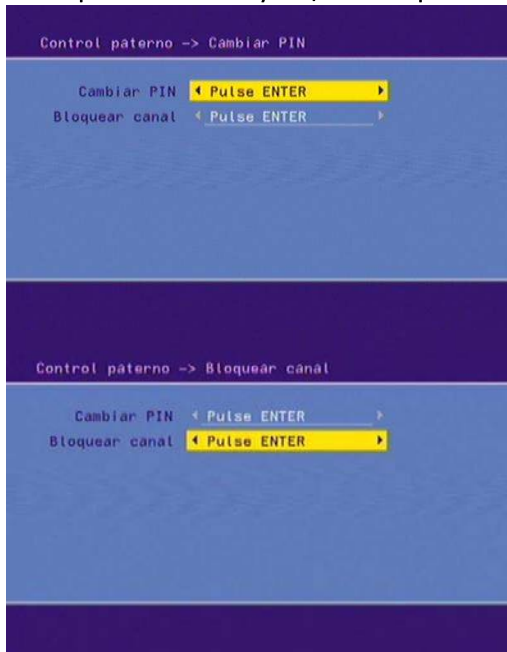 Control paterno -> Cambiar PIN
Cambiar PIN Pulse ENTER
Bloquear canal Pulse ENTER
Control paterno -> Bloquear canal
Cambiar PIN Pulse ENTER
Bloquear canal Pulse ENTER